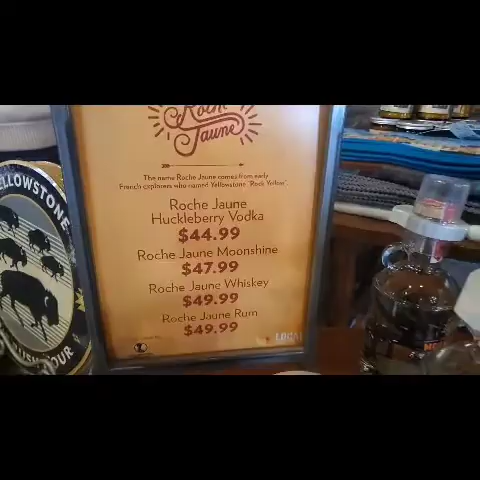 Roche
Jaune
The name Roche Jaune comes from early
French explorers who named Yellowstone "Rock Yellow".
Roche Jaune
Huckleberry Vodka
$44.99
Roche Jaune Moonshine
$47.99
Roche Jaune Whiskey
$49.99
Roche Jaune Rum
$49.99
LOCAL
YELLOWSTONE